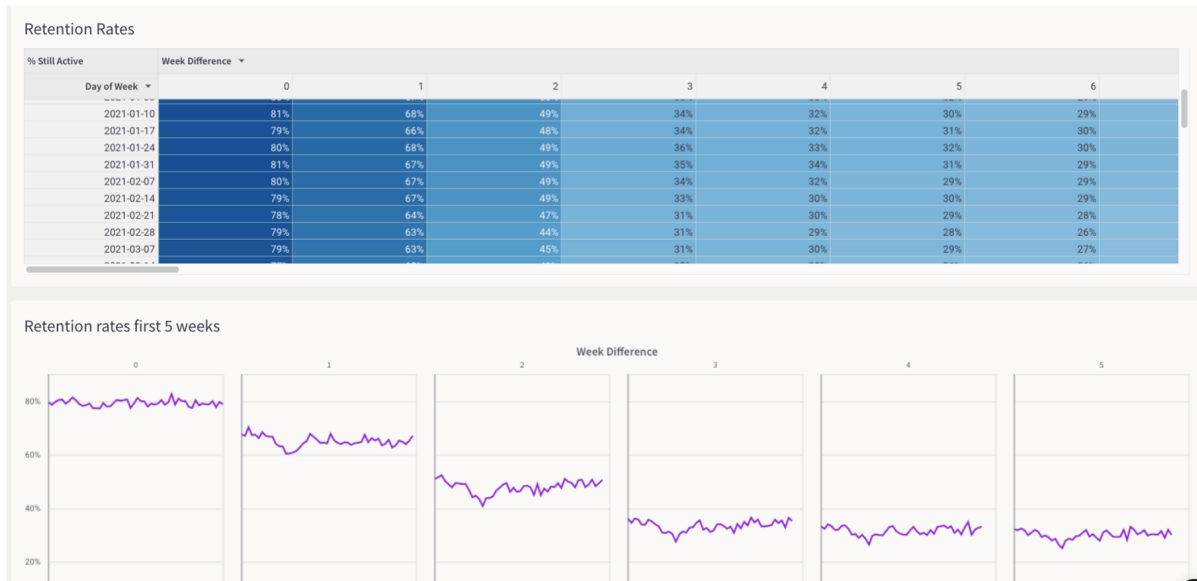 Retention Rates
% Still Active Week Difference
Day of Week 0 1 2 3 4 5 6
2021-01-10 81% 68% 49% 34% 32% 30% 29%
2021-01-17 79% 66% 48% 34% 32% 31% 30%
2021-01-24 80% 68% 49% 36% 33% 32% 30%
2021-01-31 81% 67% 49% 35% 34% 31% 29%
2021-02-07 80% 67% 49% 34% 32% 29% 29%
2021-02-14 79% 67% 49% 33% 30% 30% 29%
2021-02-21 78% 64% 47% 31% 30% 29% 28%
2021-02-28 79% 63% 44% 31% 29% 28% 26%
2021-03-07 79% 63% 45% 31% 30% 29% 27%
Retention rates first 5 weeks
Week Difference
0 1 2 3 4 5
80%
60%
40%
20%